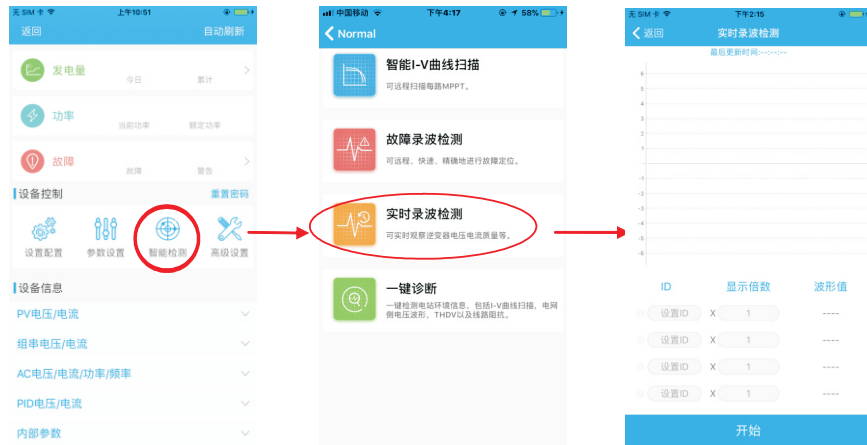 无 SIM 卡
上午10:51
返回
自动刷新
发电量
今日
累计
功率
当前功率
额定功率
故障
故障
警告
设备控制
重置密码
设置配置
参数设置
智能检测
高级设置
设备信息
PV电压/电流
组串电压/电流
AC电压/电流/功率/频率
PID电压/电流
内部参数
中国移动
下午4:17
58%
Normal
智能I-V曲线扫描
可远程扫描每路MPPT。
故障录波检测
可远程、快速、精确地进行故障定位。
实时录波检测
可实时观察逆变器电压电流质量等。
一键诊断
一键检测电站环境信息，包括I-V曲线扫描，电网
侧电压波形，THDV以及线路阻抗。
无 SIM 卡
下午2:15
返回
实时录波检测
最后更新时间:--:--:--
6
5
4
3
2
1
-1
-2
-3
-4
-5
-6
ID
显示倍数
波形值
设置ID X 1 ----
设置ID X 1 ----
设置ID X 1 ----
设置ID X 1 ----
开始